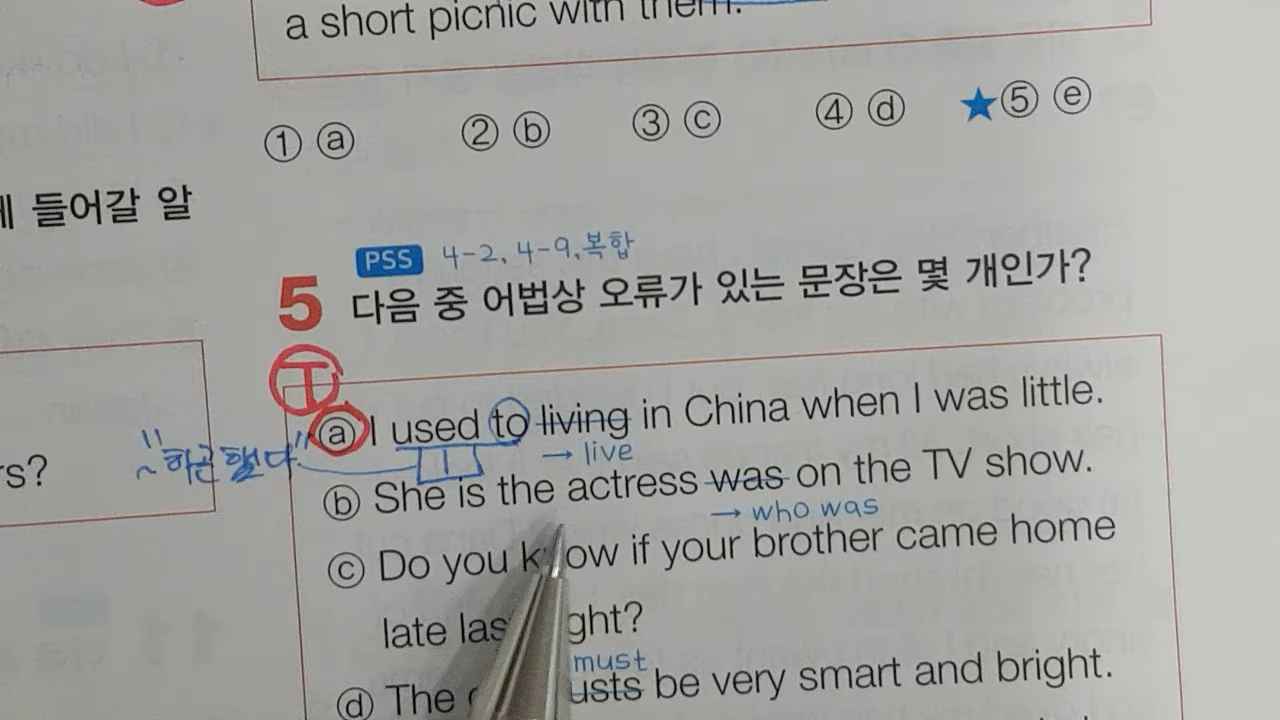 a short picnic with them.
① ⓐ ② ⓑ ③ ⓒ ④ ⓓ ★⑤ ⓔ
들어갈 알
PSS 4-2, 4-9, 복합
5 다음 중 어법상 오류가 있는 문장은 몇 개인가?
T
ⓐ I used to living in China when I was little.
"~하곤 했다" → live
ⓑ She is the actress was on the TV show.
→ who was
rs?
ⓒ Do you know if your brother came home
late last night?
must
ⓓ The usts be very smart and bright.